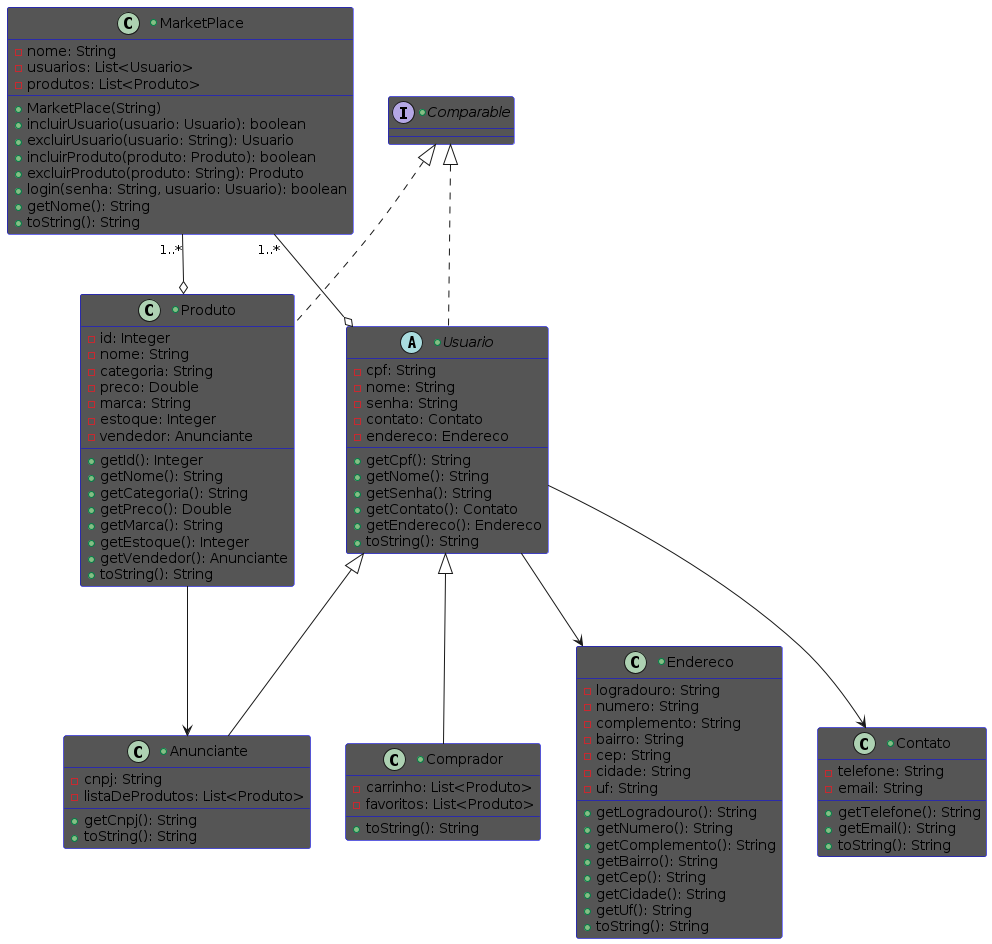 C MarketPlace
nome: String
usuarios: List<Usuario>
produtos: List<Produto>
MarketPlace(String)
incluirUsuario(usuario: Usuario): boolean
excluirUsuario(usuario: String): Usuario
incluirProduto(produto: Produto): boolean
excluirProduto(produto: String): Produto
login(senha: String, usuario: Usuario): boolean
getNome(): String
toString(): String
I Comparable
1..*
1..*
C Produto
id: Integer
nome: String
categoria: String
preco: Double
marca: String
estoque: Integer
vendedor: Anunciante
getId(): Integer
getNome(): String
getCategoria(): String
getPreco(): Double
getMarca(): String
getEstoque(): Integer
getVendedor(): Anunciante
toString(): String
A Usuario
cpf: String
nome: String
senha: String
contato: Contato
endereco: Endereco
getCpf(): String
getNome(): String
getSenha(): String
getContato(): Contato
getEndereco(): Endereco
toString(): String
C Anunciante
cnpj: String
listaDeProdutos: List<Produto>
getCnpj(): String
toString(): String
C Comprador
carrinho: List<Produto>
favoritos: List<Produto>
toString(): String
C Endereco
logradouro: String
numero: String
complemento: String
bairro: String
cep: String
cidade: String
uf: String
getLogradouro(): String
getNumero(): String
getComplemento(): String
getBairro(): String
getCep(): String
getCidade(): String
getUf(): String
toString(): String
C Contato
telefone: String
email: String
getTelefone(): String
getEmail(): String
toString(): String